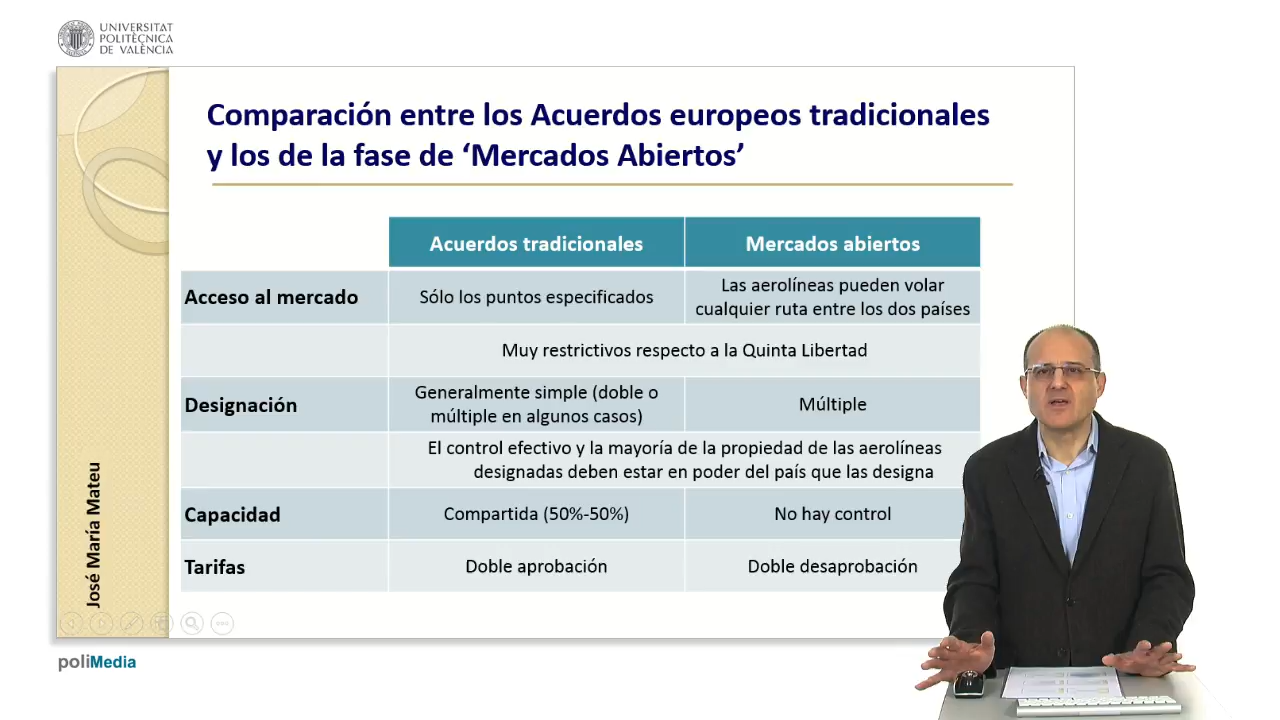 UNIVERSITAT
POLITÈCNICA
DE VALÈNCIA
Comparación entre los Acuerdos europeos tradicionales
y los de la fase de ‘Mercados Abiertos’
Acuerdos tradicionales
Mercados abiertos
Acceso al mercado
Sólo los puntos especificados
Las aerolíneas pueden volar
cualquier ruta entre los dos países
Muy restrictivos respecto a la Quinta Libertad
Designación
Generalmente simple (doble o
múltiple en algunos casos)
Múltiple
El control efectivo y la mayoría de la propiedad de las aerolíneas
designadas deben estar en poder del país que las designa
Capacidad
Compartida (50%-50%)
No hay control
Tarifas
Doble aprobación
Doble desaprobación
José María Mateu
poliMedia